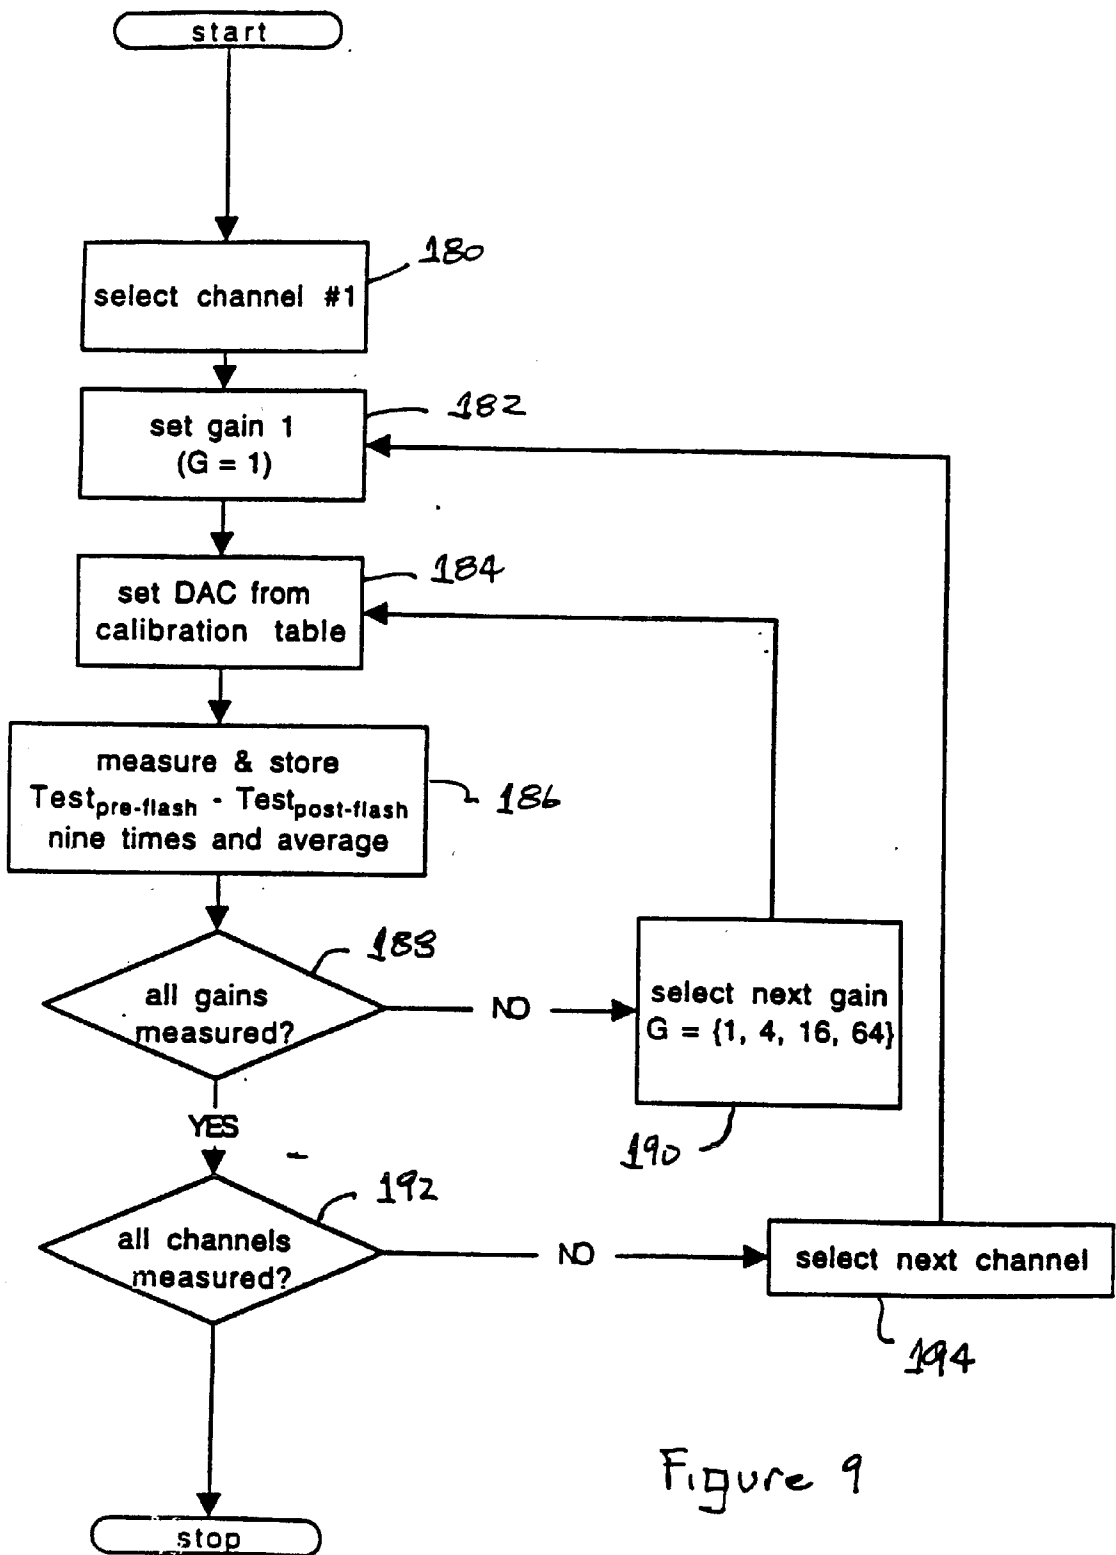 start
180
select channel #1
182
set gain 1
(G = 1)
184
set DAC from
calibration table
measure & store
Testpre-flash - Testpost-flash
nine times and average
186
188
all gains
measured?
NO
select next gain
G = {1, 4, 16, 64}
190
YES
192
all channels
measured?
NO
select next channel
194
Figure 9
stop